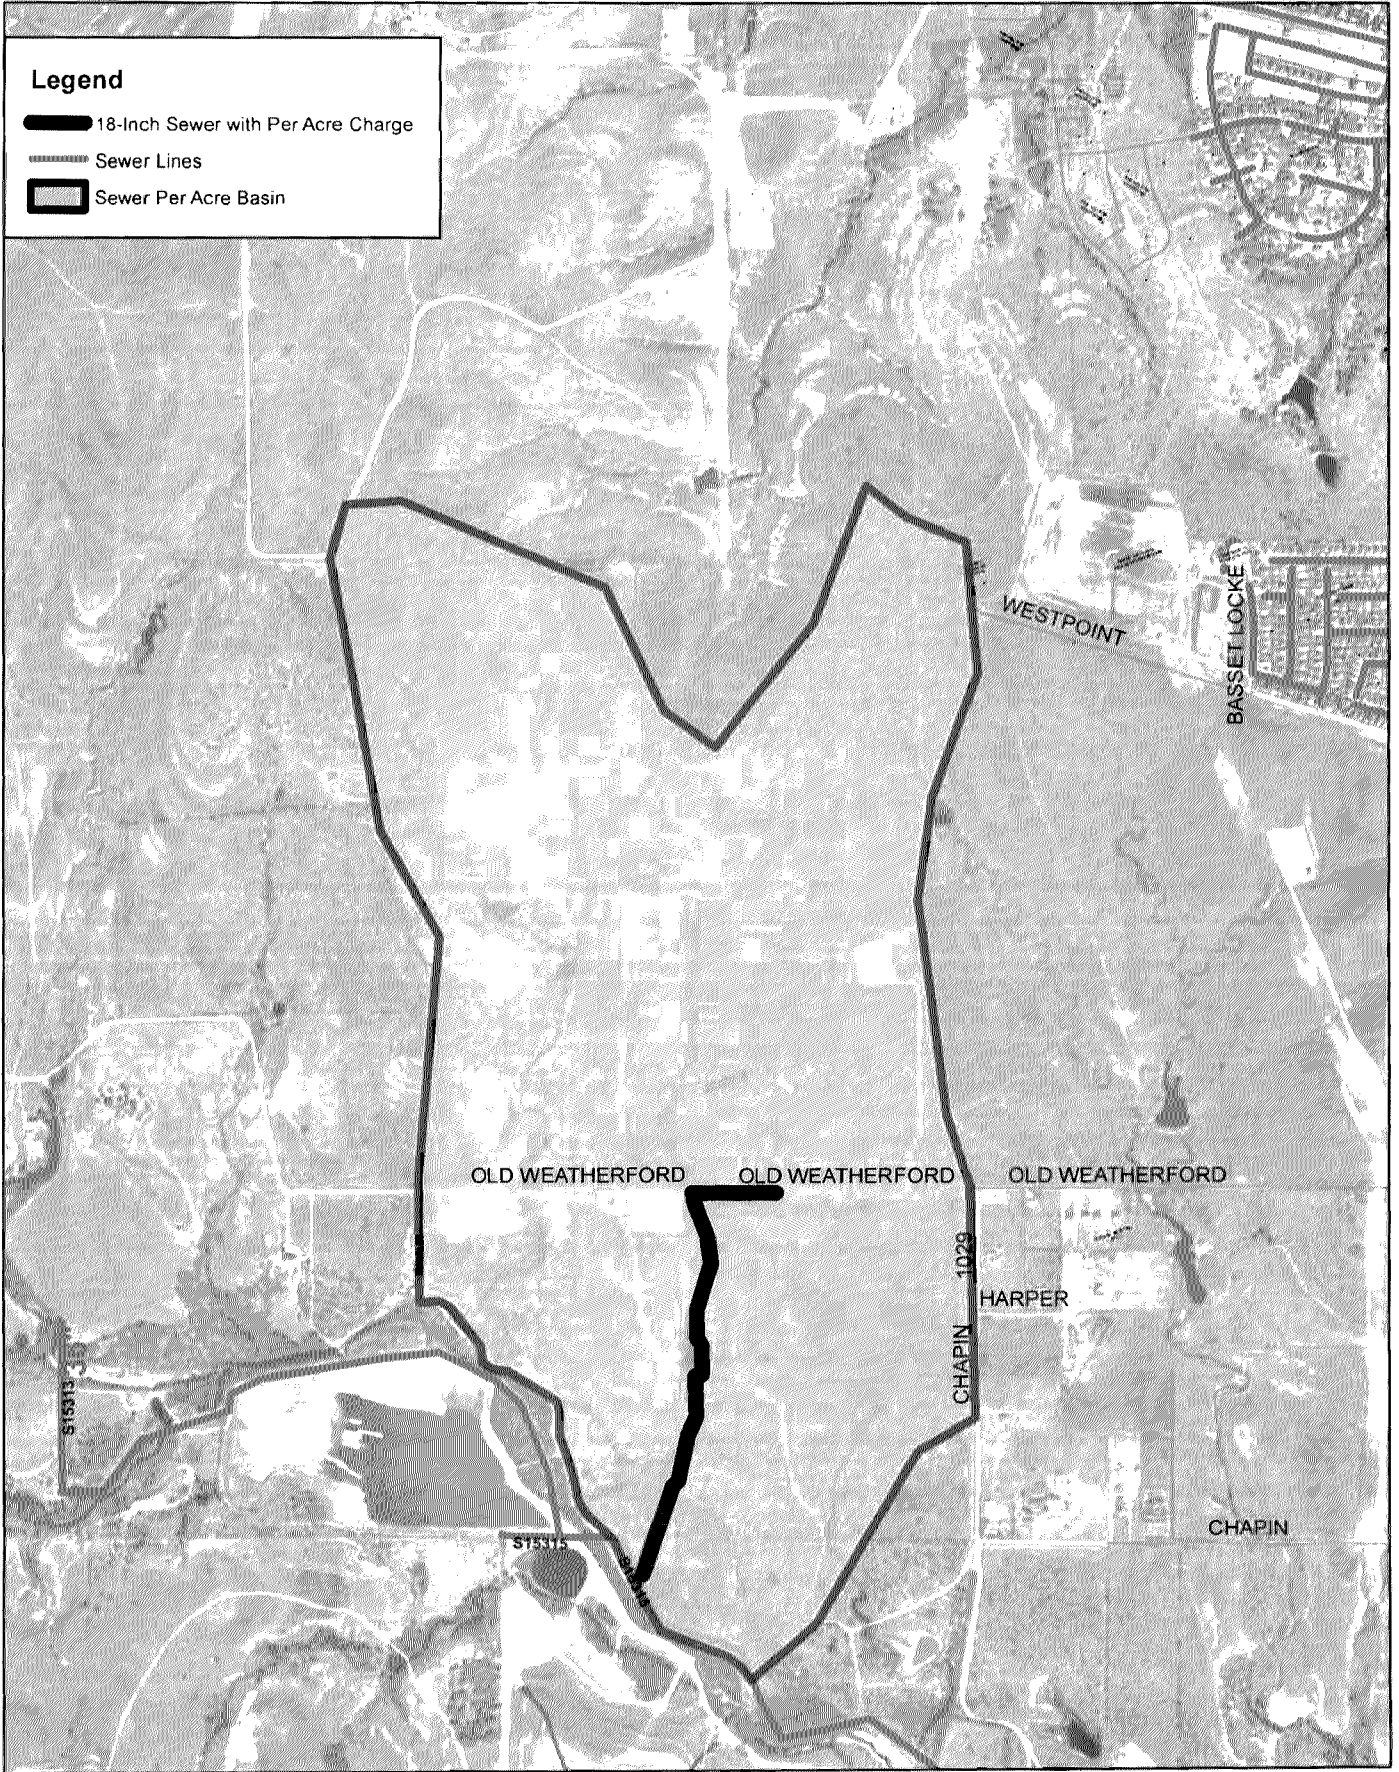 Legend
18-Inch Sewer with Per Acre Charge
Sewer Lines
Sewer Per Acre Basin
WESTPOINT
BASSET LOCKE
OLD WEATHERFORD
OLD WEATHERFORD
OLD WEATHERFORD
1029
HARPER
CHAPIN
S15313
CHAPIN
S15315